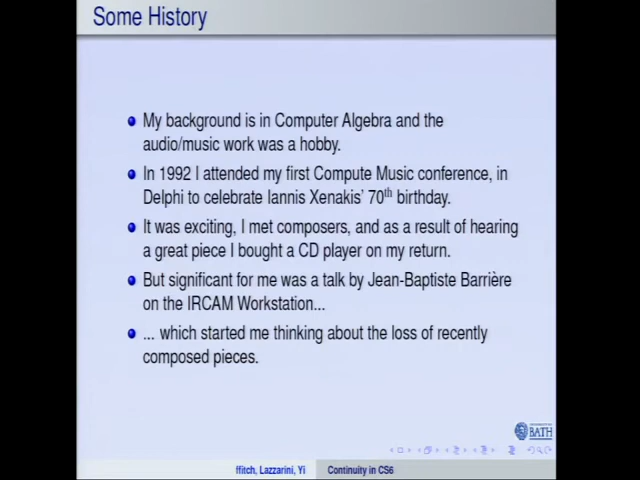 Some History
My background is in Computer Algebra and the
audio/music work was a hobby.
In 1992 I attended my first Compute Music conference, in
Delphi to celebrate Iannis Xenakis' 70th birthday.
It was exciting, I met composers, and as a result of hearing
a great piece I bought a CD player on my return.
But significant for me was a talk by Jean-Baptiste Barrière
on the IRCAM Workstation...
... which started me thinking about the loss of recently
composed pieces.
BATH
ffitch, Lazzarini, Yi
Continuity in CS6